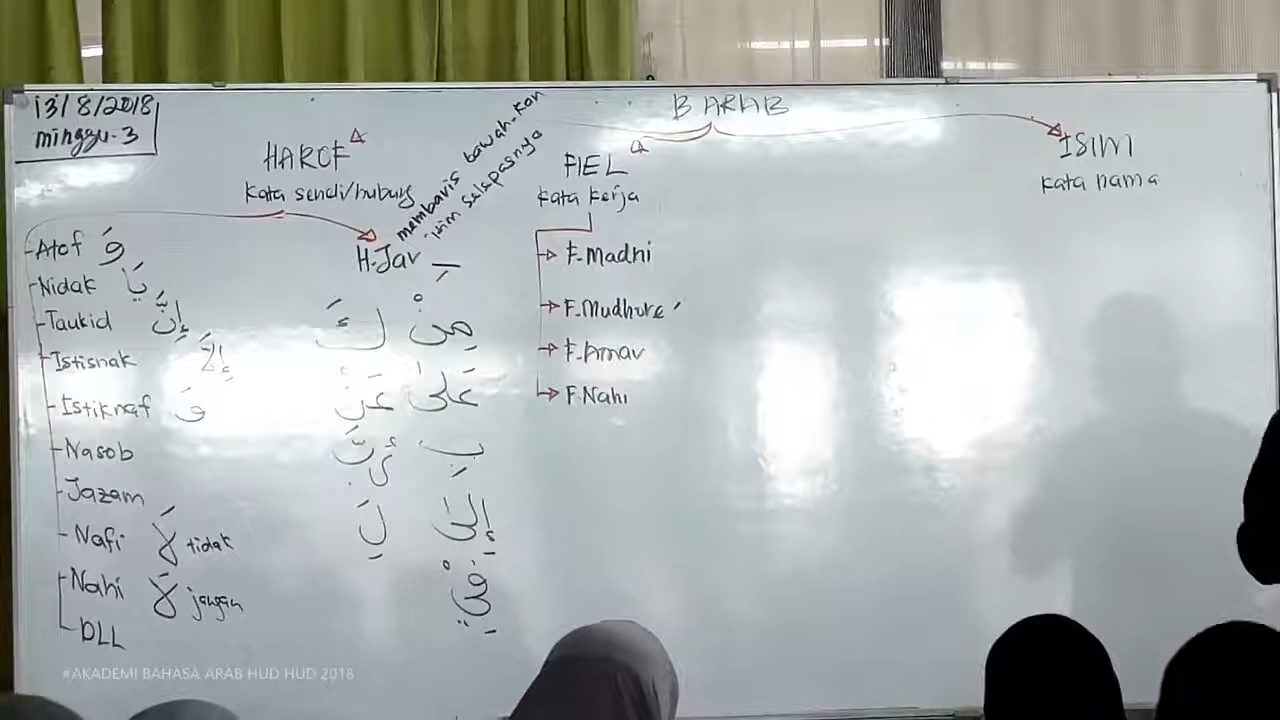 13/8/2018
minggu-3
B ARAB
HAROF
kata sendi/hubung
- Atof وَ
- Nidak يَا
- Taukid إِنَّ
- Istisnak إِلَّا
- Istiknaf وَ
- Nasob
- Jazam
- Nafi لَا tidak
- Nahi لَا jangan
- DLL
H.Jar
membaris bawah-kan
isim selepasnya
مِنْ كَ
عَلَى عَنْ
بِ رُبَّ
إِلَى لِ
فِيْ
FIEL
kata kerja
F.Madhi
F.Mudhore'
F.Amar
F.Nahi
ISIM
kata nama
#AKADEMI BAHASA ARAB HUD HUD 2018